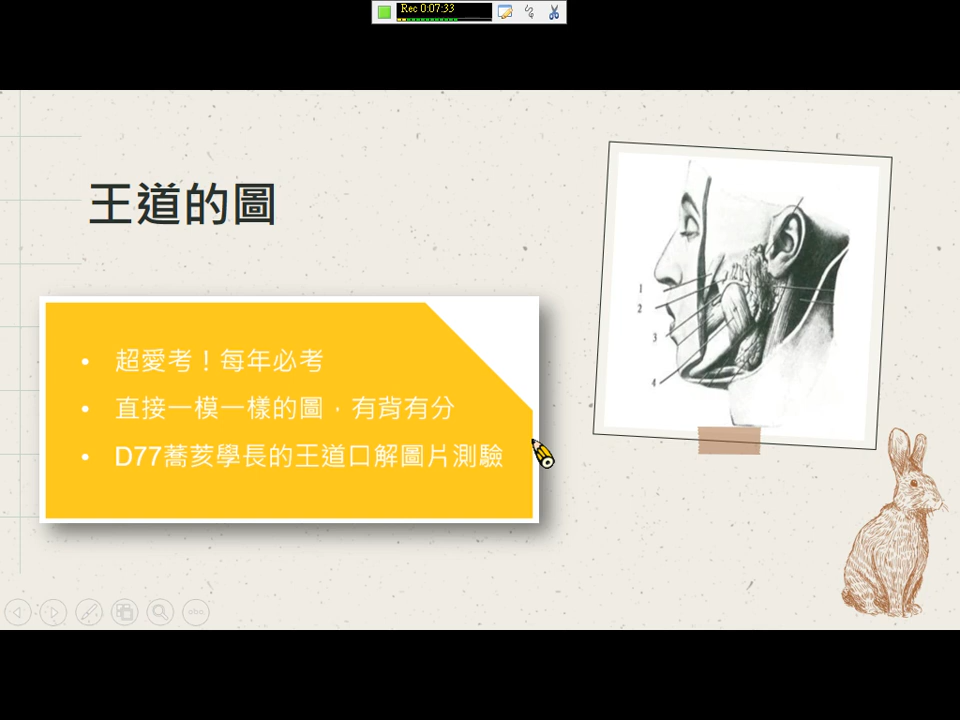 Rec 0:07:33
王道的圖
• 超愛考！每年必考
• 直接一模一樣的圖，有背有分
• D77蕎荄學長的王道口解圖片測驗
1
2
3
4
abc